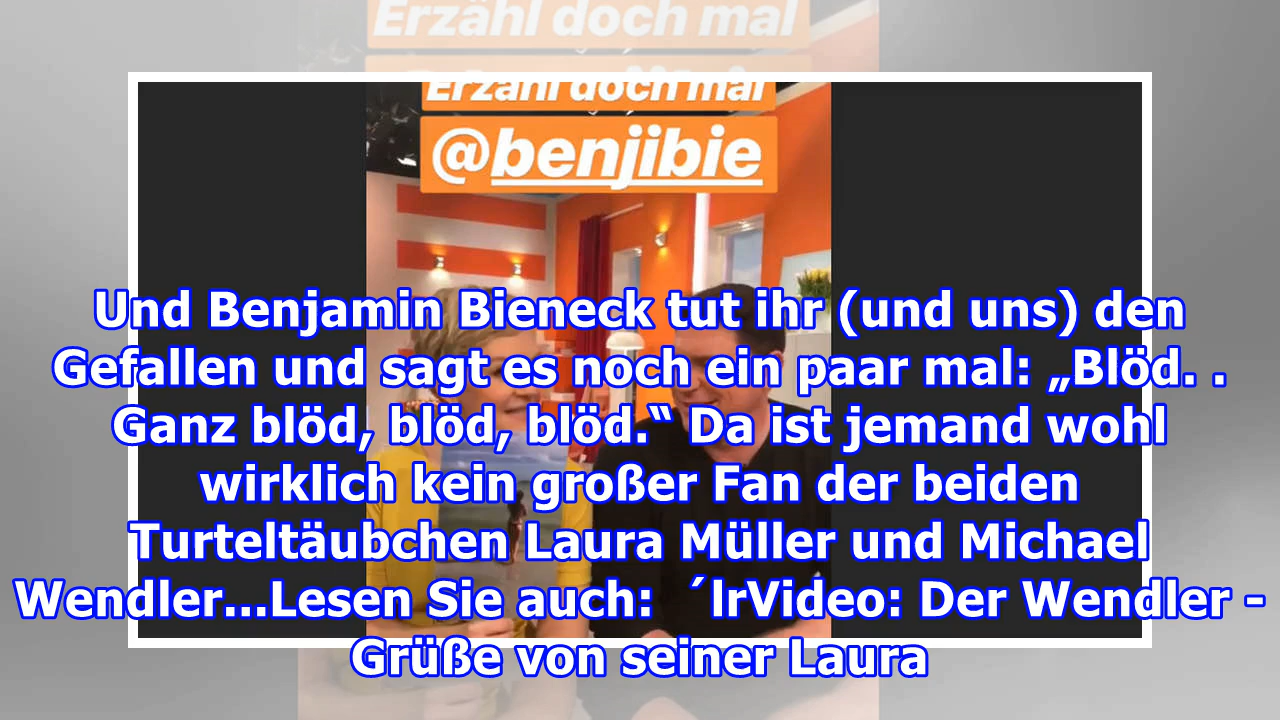 Erzähl doch mal
Erzähl doch mal
@benjibie
Und Benjamin Bieneck tut ihr (und uns) den
Gefallen und sagt es noch ein paar mal: „Blöd. .
Ganz blöd, blöd, blöd.“ Da ist jemand wohl
wirklich kein großer Fan der beiden
Turteltäubchen Laura Müller und Michael
Wendler...Lesen Sie auch: ´lrVideo: Der Wendler -
Grüße von seiner Laura